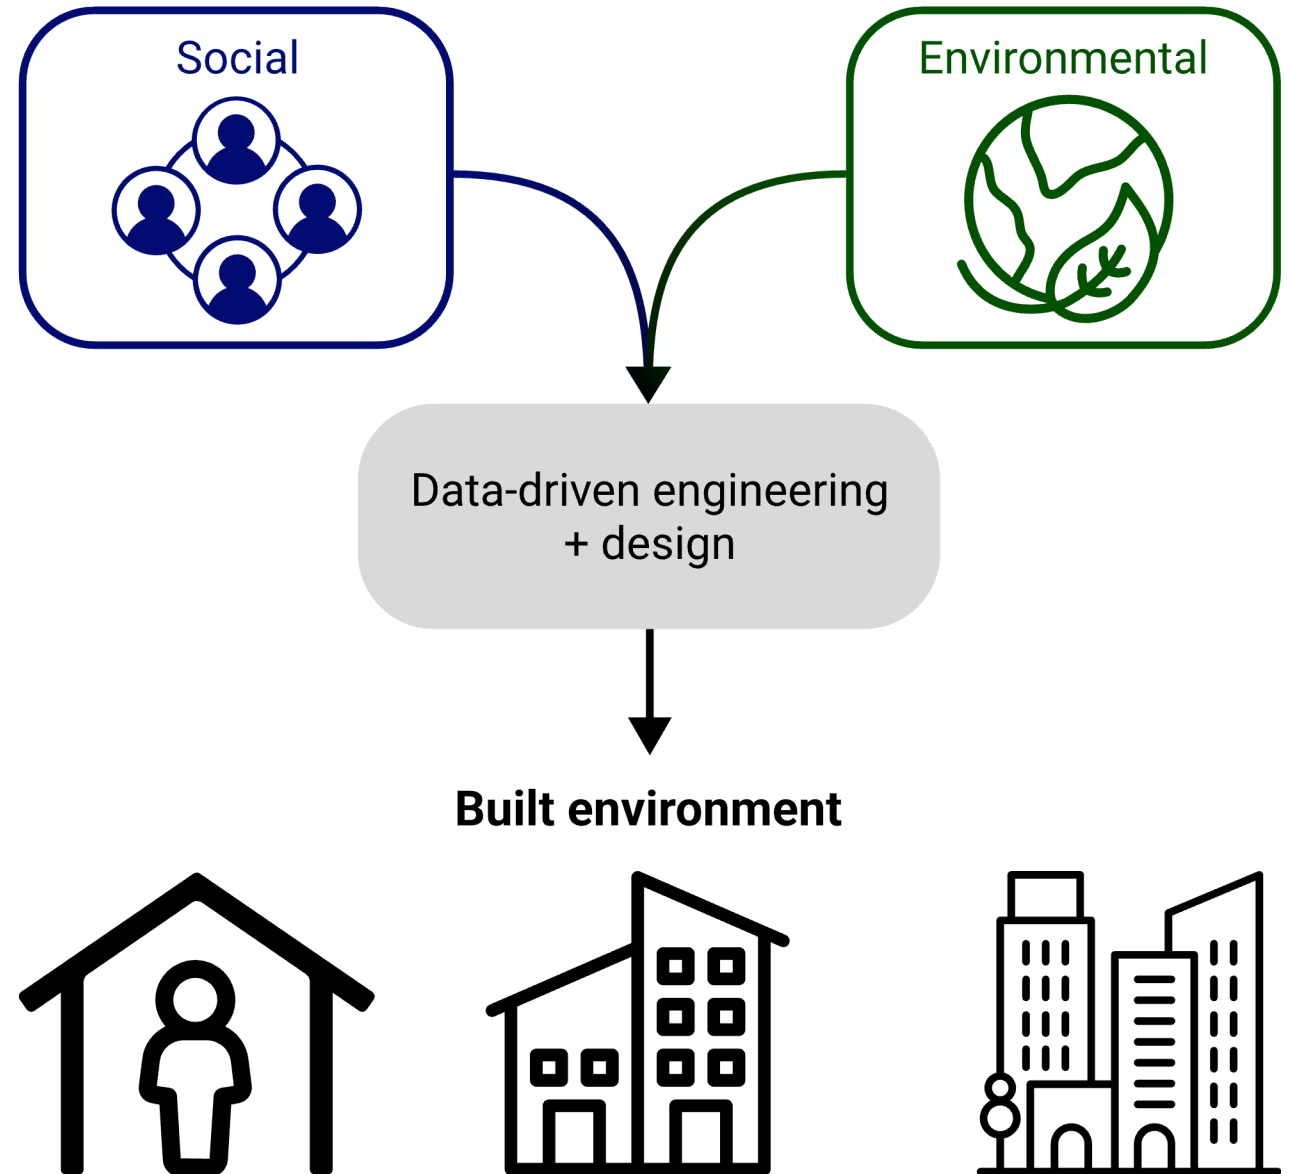 Social
Environmental
Data-driven engineering
+ design
Built environment